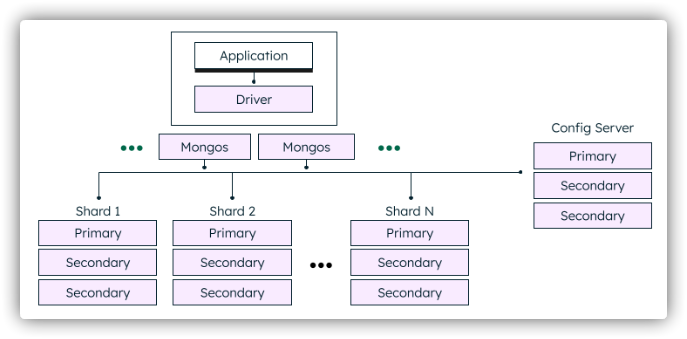 Application
Driver
Config Server
••• Mongos Mongos •••
Primary
Secondary
Secondary
Shard 1 Shard 2 Shard N
Primary Primary Primary
Secondary Secondary ••• Secondary
Secondary Secondary Secondary